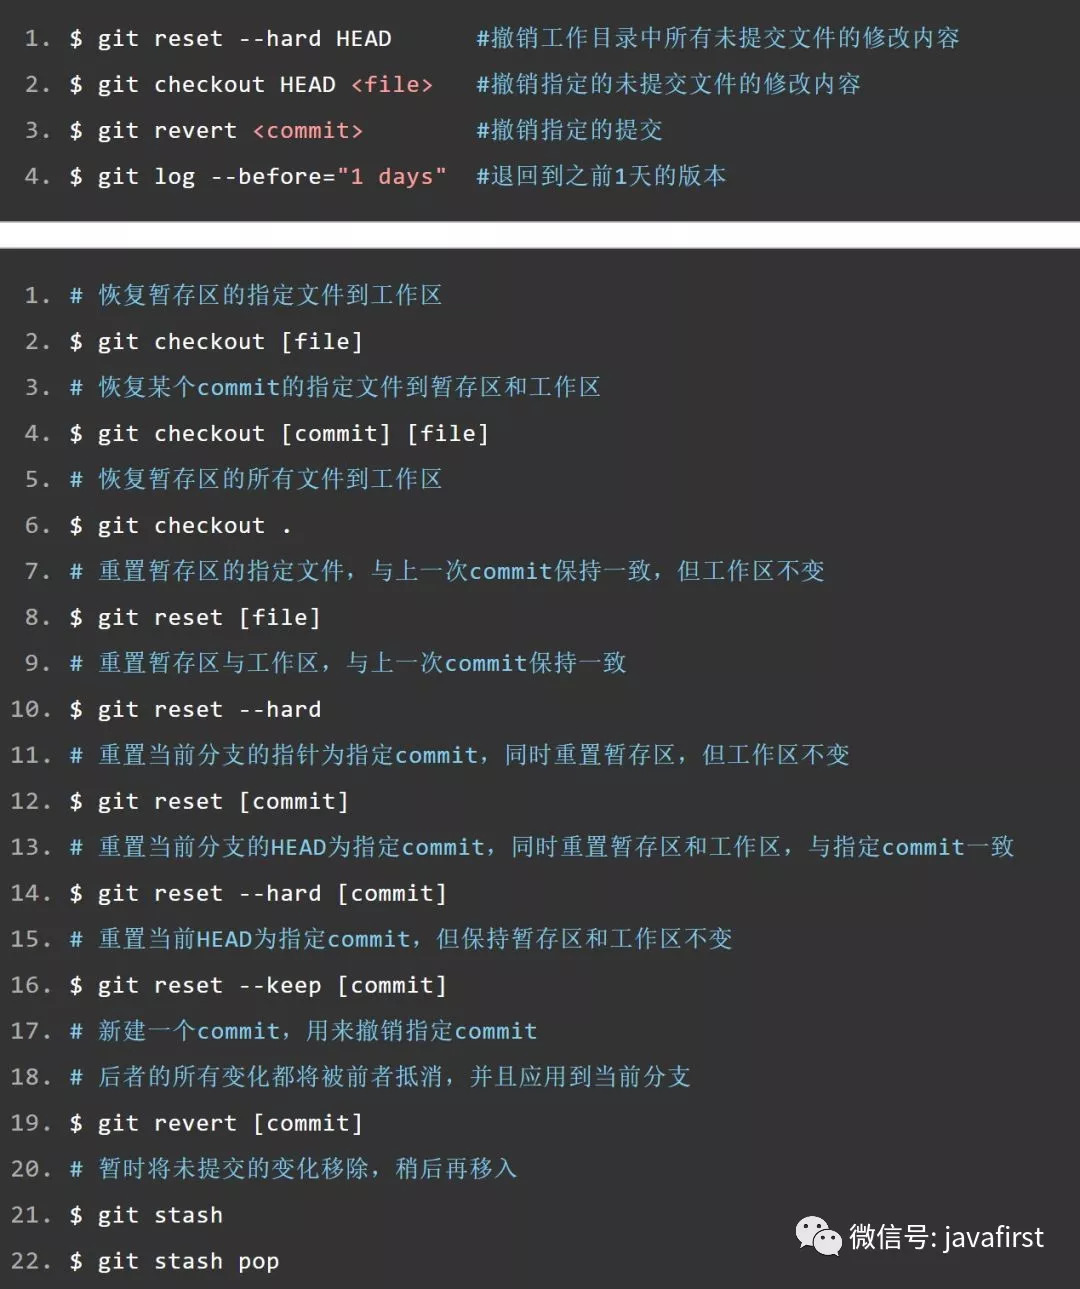 1. $ git reset --hard HEAD #撤销工作目录中所有未提交文件的修改内容
2. $ git checkout HEAD <file> #撤销指定的未提交文件的修改内容
3. $ git revert <commit> #撤销指定的提交
4. $ git log --before="1 days" #退回到之前1天的版本
1. # 恢复暂存区的指定文件到工作区
2. $ git checkout [file]
3. # 恢复某个commit的指定文件到暂存区和工作区
4. $ git checkout [commit] [file]
5. # 恢复暂存区的所有文件到工作区
6. $ git checkout .
7. # 重置暂存区的指定文件，与上一次commit保持一致，但工作区不变
8. $ git reset [file]
9. # 重置暂存区与工作区，与上一次commit保持一致
10. $ git reset --hard
11. # 重置当前分支的指针为指定commit，同时重置暂存区，但工作区不变
12. $ git reset [commit]
13. # 重置当前分支的HEAD为指定commit，同时重置暂存区和工作区，与指定commit一致
14. $ git reset --hard [commit]
15. # 重置当前HEAD为指定commit，但保持暂存区和工作区不变
16. $ git reset --keep [commit]
17. # 新建一个commit，用来撤销指定commit
18. # 后者的所有变化都将被前者抵消，并且应用到当前分支
19. $ git revert [commit]
20. # 暂时将未提交的变化移除，稍后再移入
21. $ git stash
22. $ git stash pop
微信号: javafirst